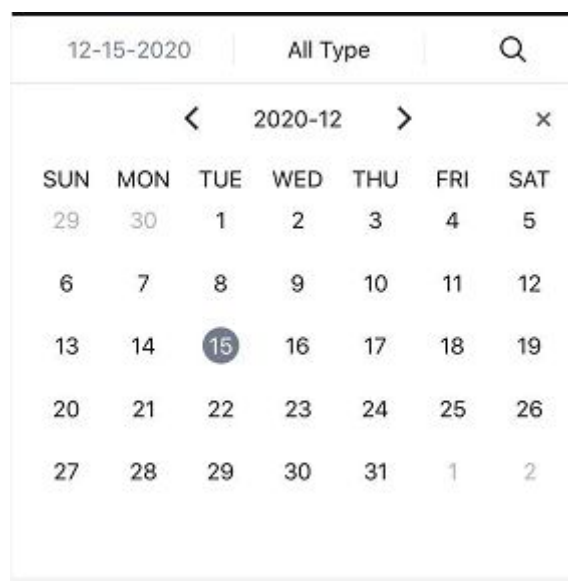 12-15-2020 All Type
2020-12
SUN MON TUE WED THU FRI SAT
29 30 1 2 3 4 5
6 7 8 9 10 11 12
13 14 15 16 17 18 19
20 21 22 23 24 25 26
27 28 29 30 31 1 2